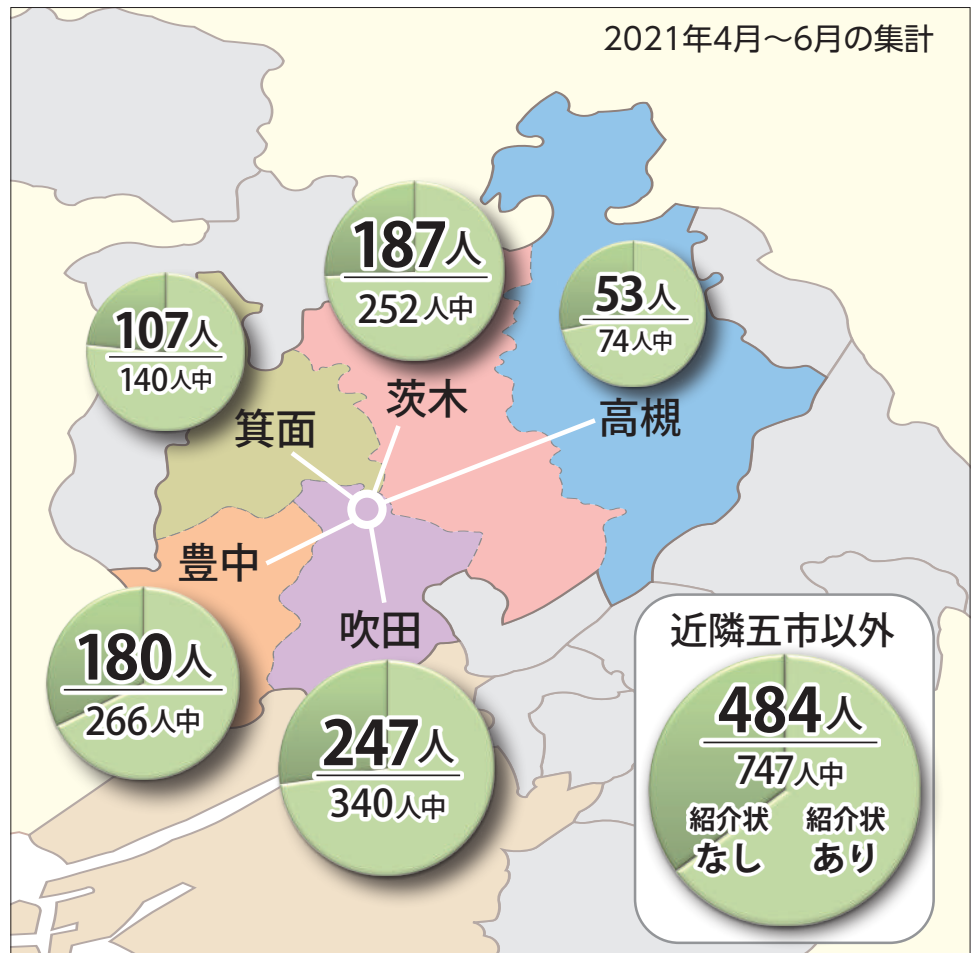 2021年4月～6月の集計
187人
252人中
53人
74人中
107人
140人中
茨木
高槻
箕面
豊中
吹田
180人
266人中
247人
340人中
近隣五市以外
484人
747人中
紹介状 紹介状
なし あり